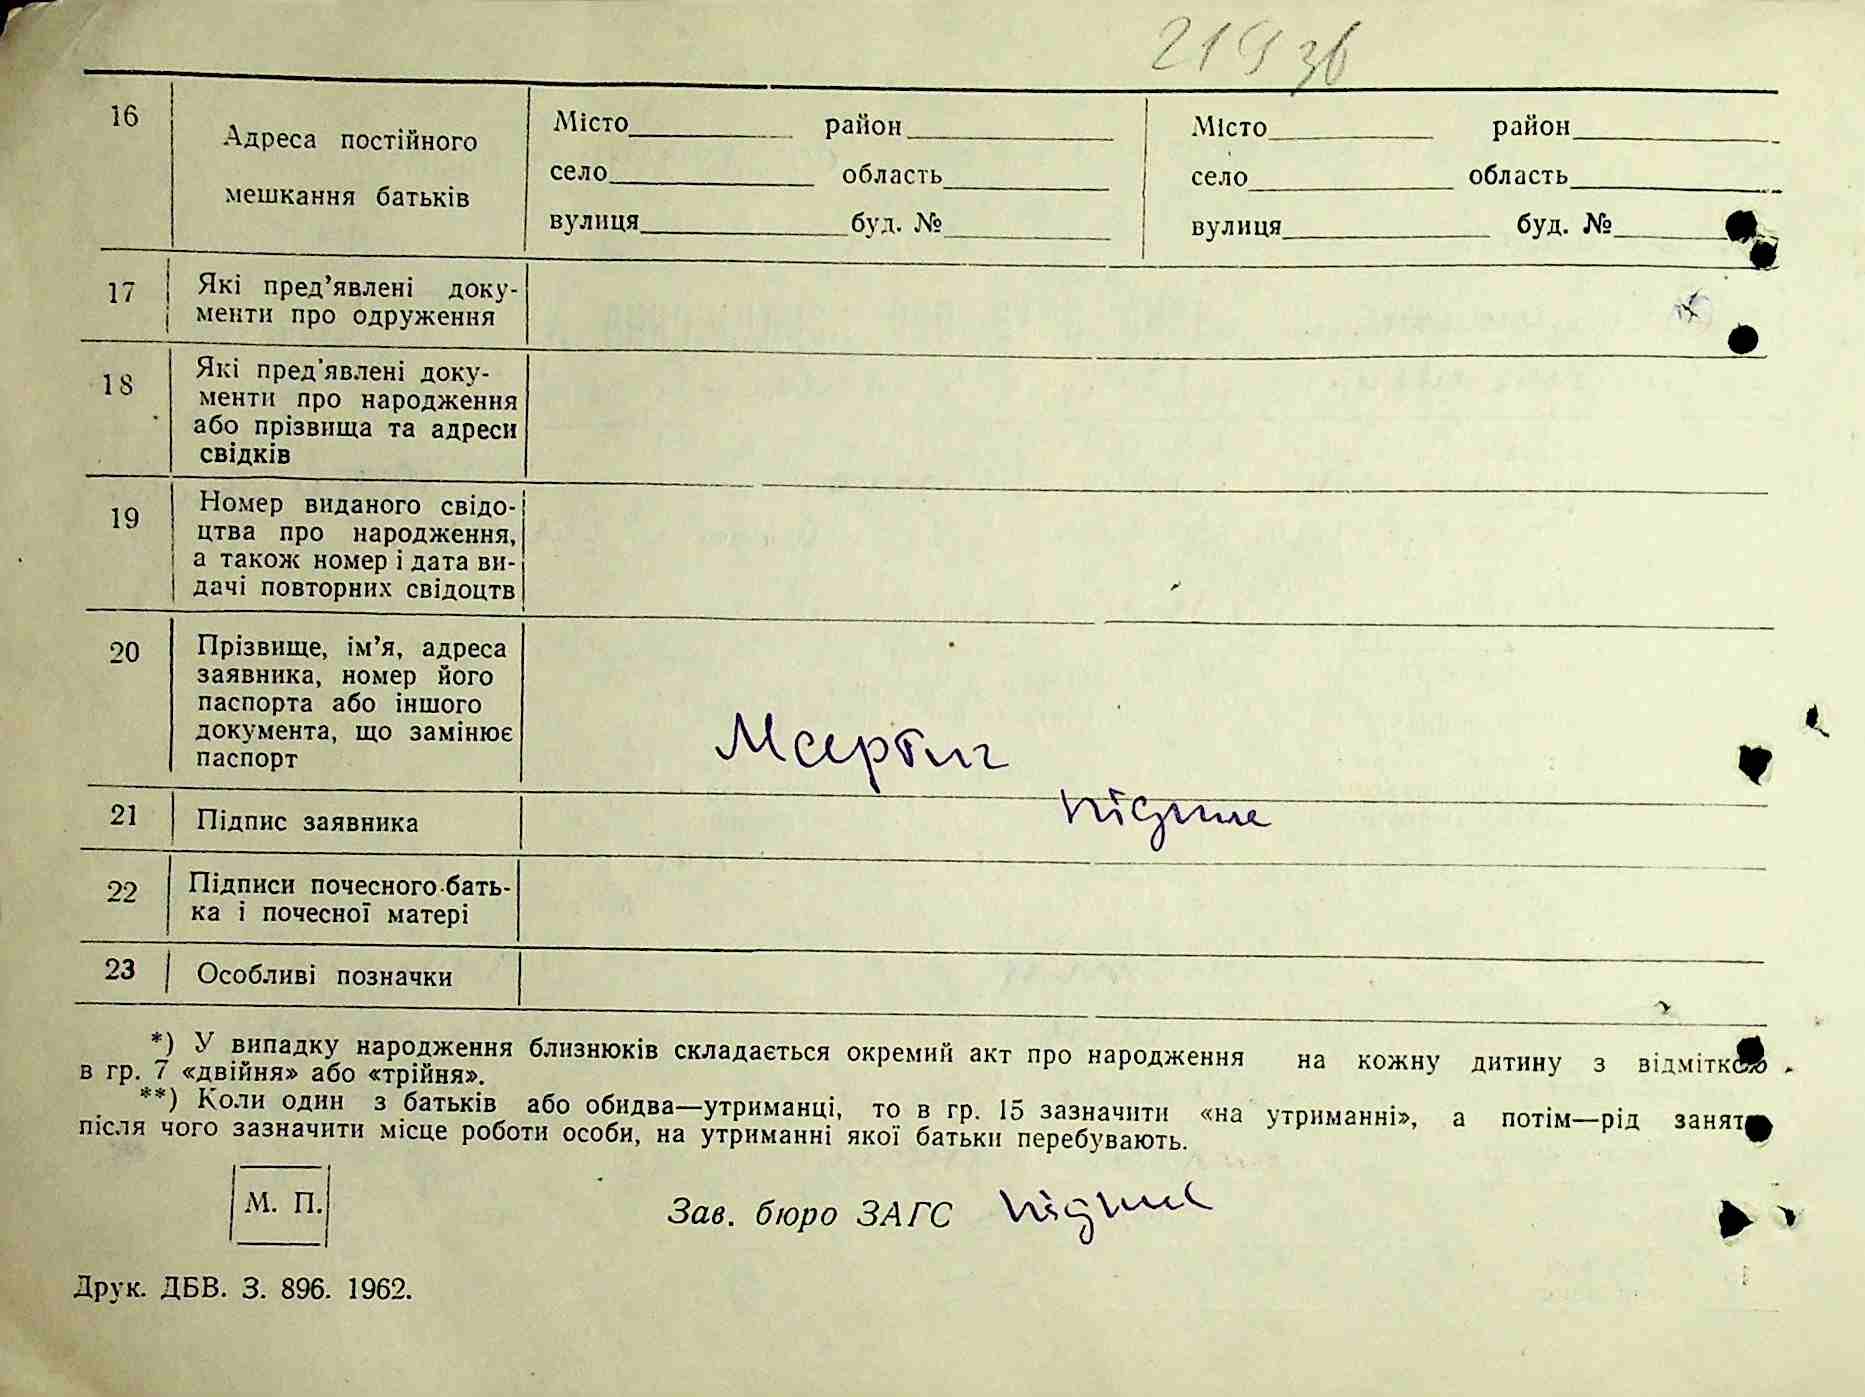 219 зв
16
Адреса постійного
мешкання батьків
Місто район
село область
вулиця буд. №
Місто район
село область
вулиця буд. №
17
Які пред’явлені доку-
менти про одруження
18
Які пред’явлені доку-
менти про народження
або прізвища та адреси
свідків
19
Номер виданого свідо-
цтва про народження,
а також номер і дата ви-
дачі повторних свідоцтв
20
Прізвище, ім’я, адреса
заявника, номер його
паспорта або іншого
документа, що замінює
паспорт
21
Підпис заявника
підпис
22
Підписи почесного бать-
ка і почесної матері
23
Особливі позначки
*) У випадку народження близнюків складається окремий акт про народження на кожну дитину з відміткою
в гр. 7 «двійня» або «трійня».
**) Коли один з батьків або обидва—утриманці, то в гр. 15 зазначити «на утриманні», а потім—рід занят
після чого зазначити місце роботи особи, на утриманні якої батьки перебувають.
М. П.
Зав. бюро ЗАГС підпис
Друк. ДБВ. З. 896. 1962.